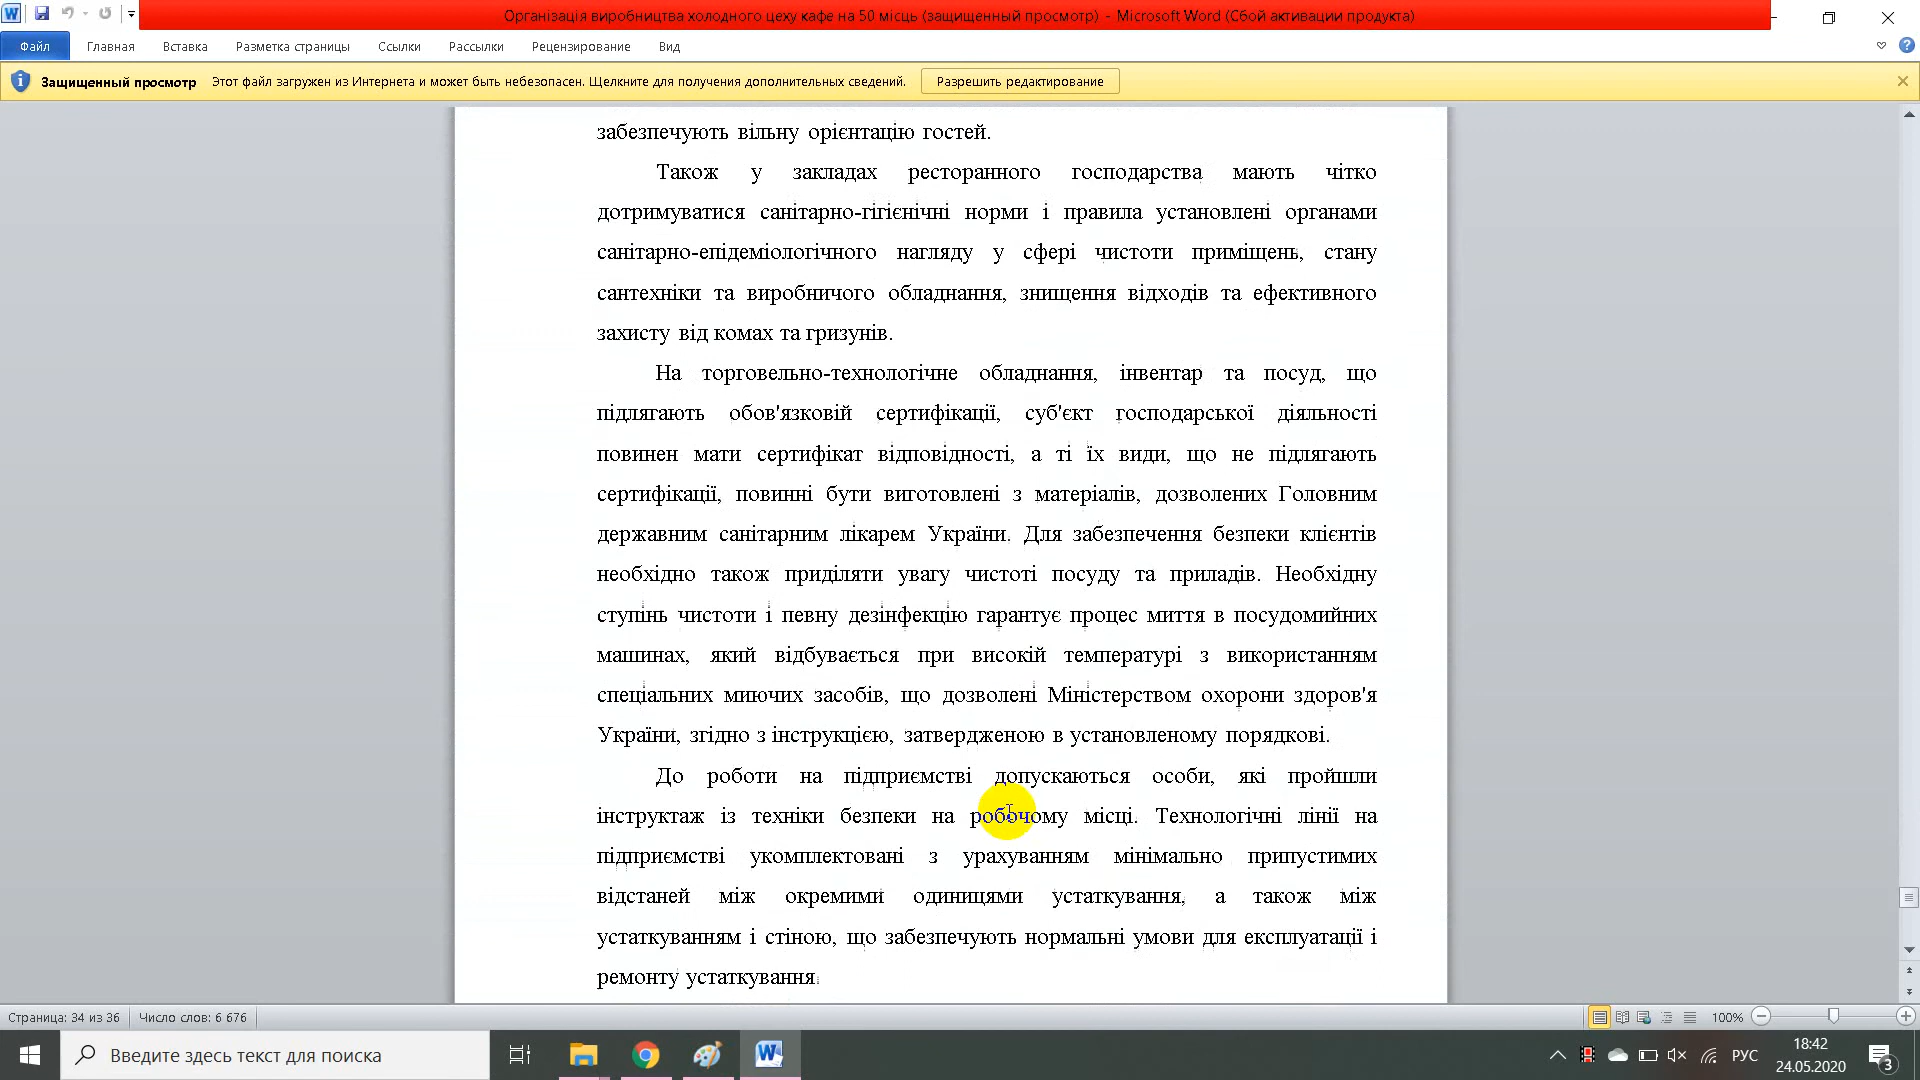 Організація виробництва холодного цеху кафе на 50 місць (защищенный просмотр) - Microsoft Word (Сбой активации продукта)
Файл Главная Вставка Разметка страницы Ссылки Рассылки Рецензирование Вид
Защищенный просмотр Этот файл загружен из Интернета и может быть небезопасен. Щелкните для получения дополнительных сведений. Разрешить редактирование
забезпечують вільну орієнтацію гостей.
Також у закладах ресторанного господарства мають чітко
дотримуватися санітарно-гігієнічні норми і правила установлені органами
санітарно-епідеміологічного нагляду у сфері чистоти приміщень, стану
сантехніки та виробничого обладнання, знищення відходів та ефективного
захисту від комах та гризунів.
На торговельно-технологічне обладнання, інвентар та посуд, що
підлягають обов'язковій сертифікації, суб'єкт господарської діяльності
повинен мати сертифікат відповідності, а ті їх види, що не підлягають
сертифікації, повинні бути виготовлені з матеріалів, дозволених Головним
державним санітарним лікарем України. Для забезпечення безпеки клієнтів
необхідно також приділяти увагу чистоті посуду та приладів. Необхідну
ступінь чистоти і певну дезінфекцію гарантує процес миття в посудомийних
машинах, який відбувається при високій температурі з використанням
спеціальних миючих засобів, що дозволені Міністерством охорони здоров'я
України, згідно з інструкцією, затвердженою в установленому порядкові.
До роботи на підприємстві допускаються особи, які пройшли
інструктаж із техніки безпеки на робочому місці. Технологічні лінії на
підприємстві укомплектовані з урахуванням мінімально припустимих
відстаней між окремими одиницями устаткування, а також між
устаткуванням і стіною, що забезпечують нормальні умови для експлуатації і
ремонту устаткування.
Страница: 34 из 36 Число слов: 6 676 100%
Введите здесь текст для поиска РУС 18:42
24.05.2020 3